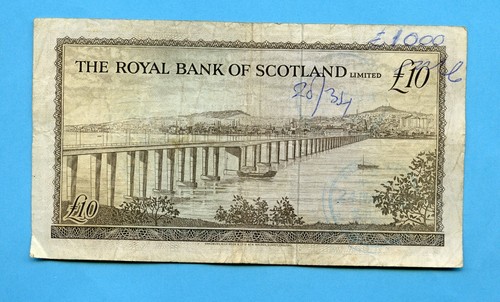 £1000
THE ROYAL BANK OF SCOTLAND LIMITED £10
20/34
£10